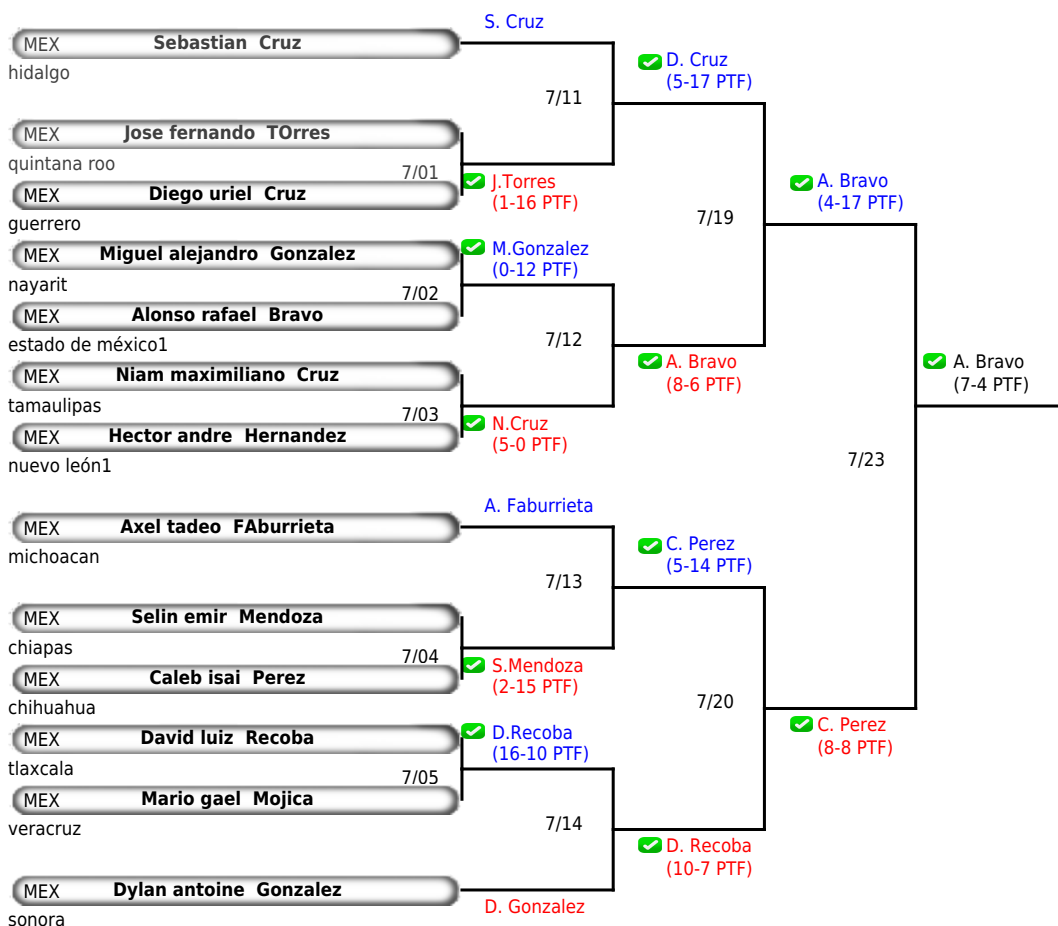 S. Cruz
MEX Sebastian Cruz
hidalgo
D. Cruz
(5-17 PTF)
7/11
MEX Jose fernando TOrres
quintana roo
7/01
J.Torres
(1-16 PTF)
MEX Diego uriel Cruz
guerrero
A. Bravo
(4-17 PTF)
7/19
MEX Miguel alejandro Gonzalez
nayarit
M.Gonzalez
(0-12 PTF)
7/02
MEX Alonso rafael Bravo
estado de méxico1
7/12
A. Bravo
(8-6 PTF)
A. Bravo
(7-4 PTF)
MEX Niam maximiliano Cruz
tamaulipas
7/03
N.Cruz
(5-0 PTF)
MEX Hector andre Hernandez
nuevo león1
7/23
A. Faburrieta
MEX Axel tadeo FAburrieta
michoacan
C. Perez
(5-14 PTF)
7/13
MEX Selin emir Mendoza
chiapas
7/04
S.Mendoza
(2-15 PTF)
MEX Caleb isai Perez
chihuahua
7/20
C. Perez
(8-8 PTF)
MEX David luiz Recoba
tlaxcala
D.Recoba
(16-10 PTF)
7/05
MEX Mario gael Mojica
veracruz
7/14
D. Recoba
(10-7 PTF)
MEX Dylan antoine Gonzalez
sonora
D. Gonzalez